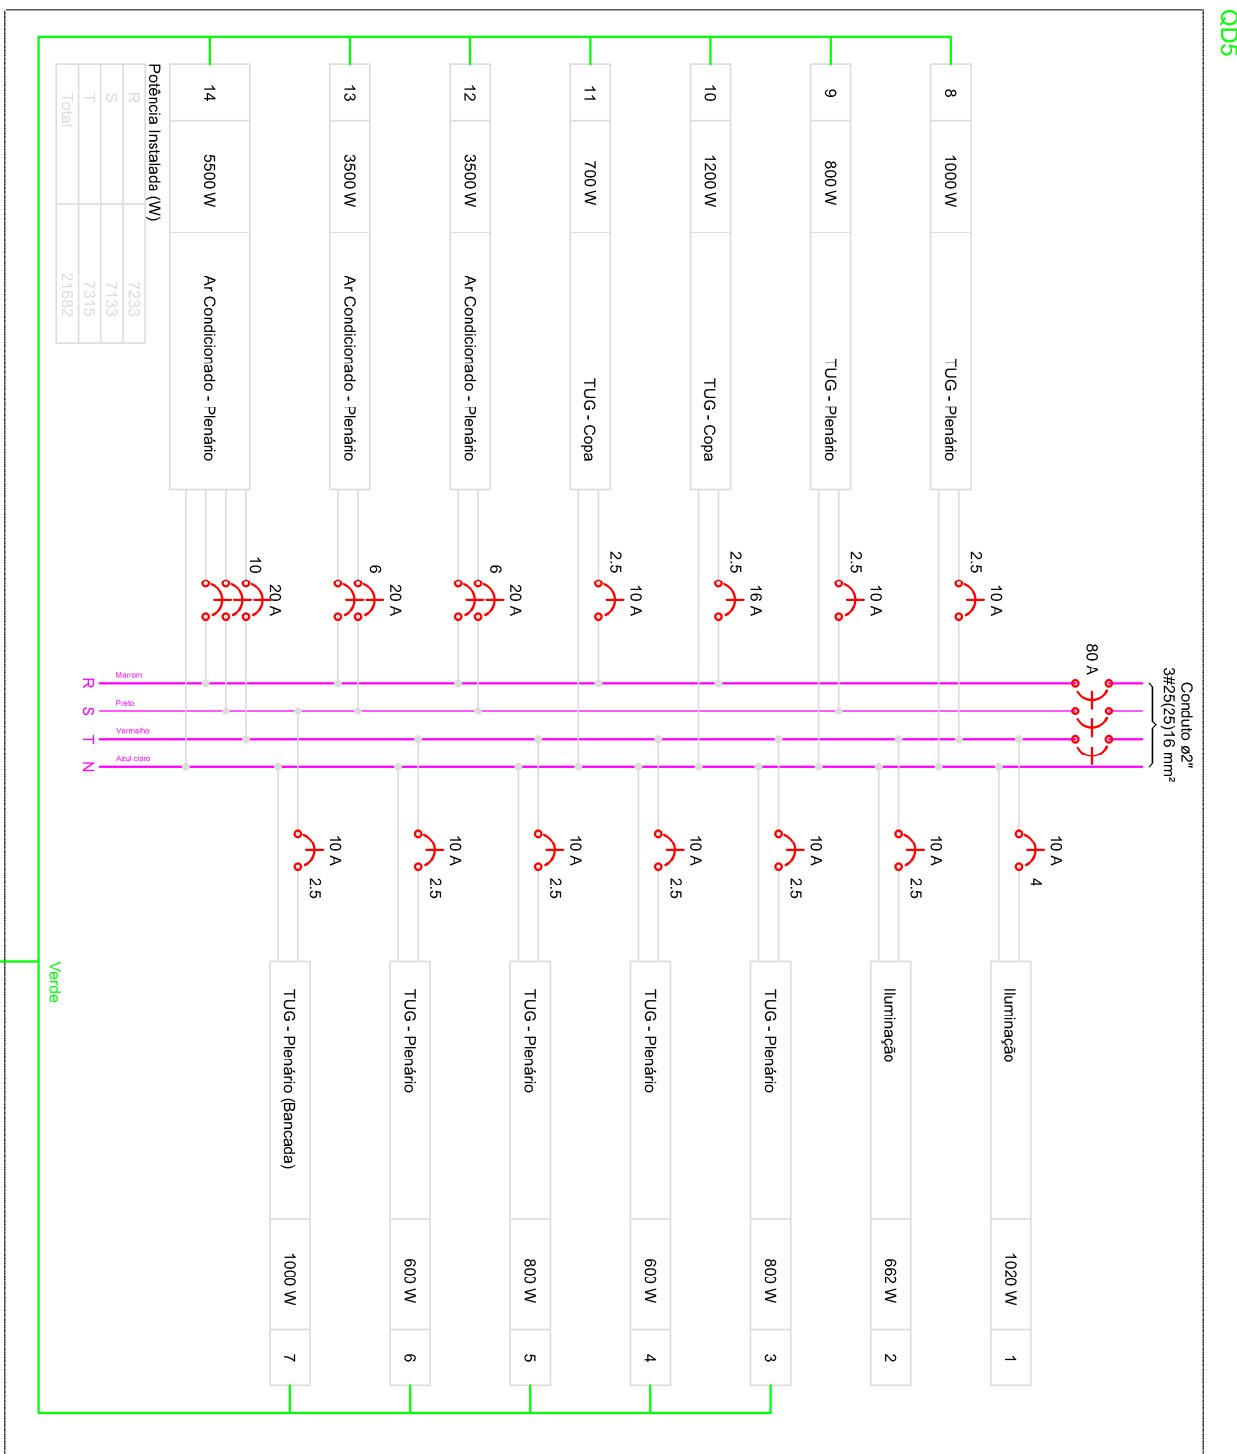 QD5
Conduto ø2"
3#25(25)16 mm²
80 A
8
1000 W
TUG - Plenário
2.5
10 A
9
800 W
TUG - Plenário
2.5
10 A
10
1200 W
TUG - Copa
2.5
16 A
11
700 W
TUG - Copa
2.5
10 A
12
3500 W
Ar Condicionado - Plenário
6
20 A
13
3500 W
Ar Condicionado - Plenário
6
20 A
14
5500 W
Ar Condicionado - Plenário
10
20 A
10 A
4
Iluminação
1020 W
1
10 A
2.5
Iluminação
662 W
2
10 A
2.5
TUG - Plenário
800 W
3
10 A
2.5
TUG - Plenário
600 W
4
10 A
2.5
TUG - Plenário
800 W
5
10 A
2.5
TUG - Plenário
600 W
6
10 A
2.5
TUG - Plenário (Bancada)
1000 W
7
R Marrom
S Preto
T Vermelho
N Azul claro
Potência Instalada (W)
R 7233
S 7133
T 7315
Total 21682
Verde